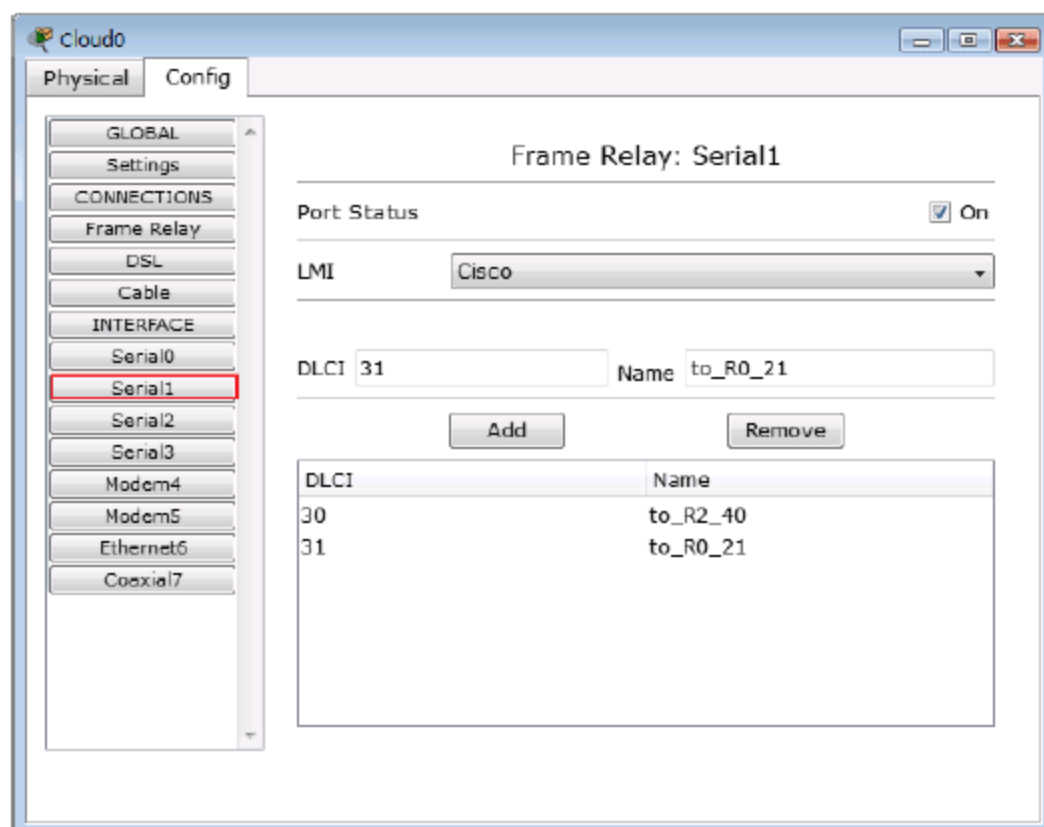 Cloud0
Physical Config
GLOBAL
Settings
CONNECTIONS
Frame Relay
DSL
Cable
INTERFACE
Serial0
Serial1
Serial2
Serial3
Modem4
Modem5
Ethernet6
Coaxial7
Frame Relay: Serial1
Port Status On
LMI Cisco
DLCI 31 Name to_R0_21
Add Remove
DLCI Name
30 to_R2_40
31 to_R0_21